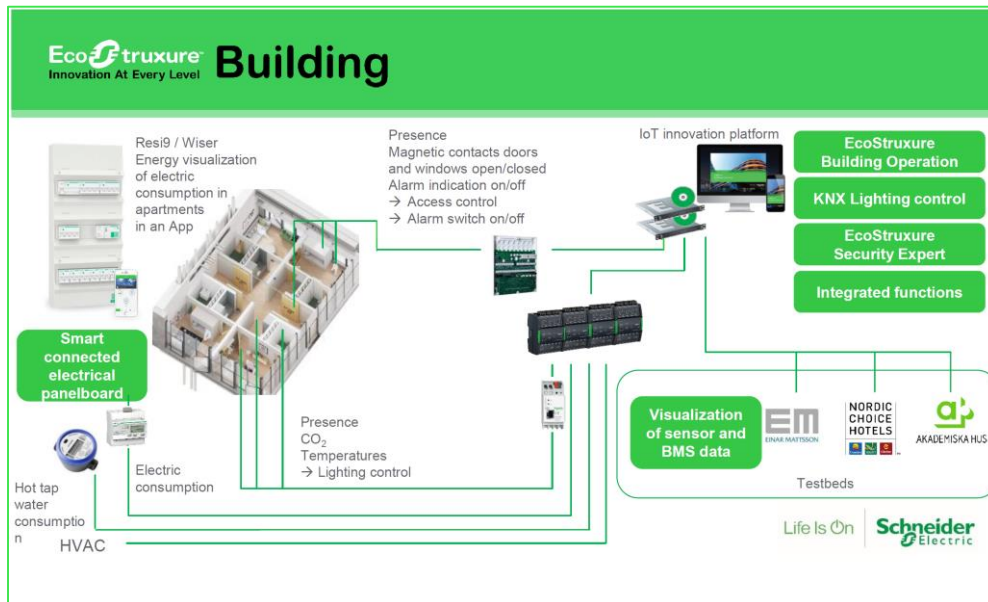 EcoStruxure™ Building
Innovation At Every Level
Resi9 / Wiser
Energy visualization
of electric
consumption in
apartments
in an App
Presence
Magnetic contacts doors
and windows open/closed
Alarm indication on/off
→ Access control
→ Alarm switch on/off
IoT innovation platform
EcoStruxure
Building Operation
KNX Lighting control
EcoStruxure
Security Expert
Integrated functions
Smart
connected
electrical
panelboard
Presence
CO2
Temperatures
→ Lighting control
Electric
consumption
Hot tap
water
consumptio
n
HVAC
Visualization
of sensor and
BMS data
EM
EINAR MATTSSON
NORDIC
CHOICE
HOTELS
AKADEMISKA HUS
Testbeds
Life Is On
Schneider
Electric